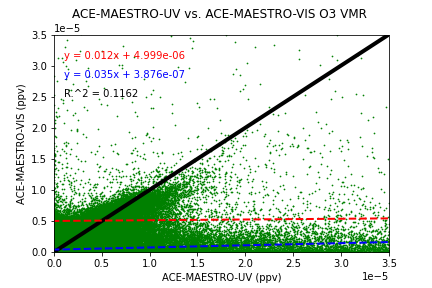 ACE-MAESTRO-UV vs. ACE-MAESTRO-VIS O3 VMR
1e−5
3.5
3.0
2.5
2.0
1.5
1.0
0.5
0.0
ACE-MAESTRO-VIS (ppv)
y = 0.012x + 4.999e-06
y = 0.035x + 3.876e-07
R.^2 = 0.1162
0.0 0.5 1.0 1.5 2.0 2.5 3.0 3.5
ACE-MAESTRO-UV (ppv)
1e−5